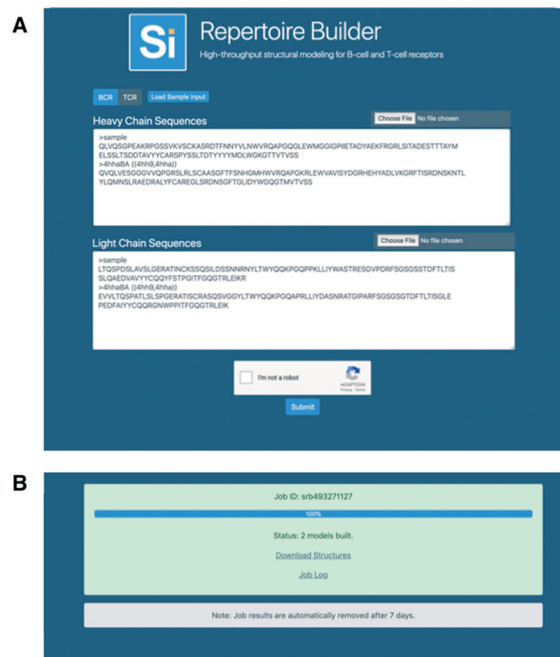 A
Si
Repertoire Builder
High-throughput structural modeling for B-cell and T-cell receptors
BCR TCR Load Sample Input
Heavy Chain Sequences
Choose File No file chosen
>sample
QLVQSGPEAKRPGSSVKVSCKASRDTFNNYVLNWVRQAPGQGLEWMGGIGPIETADYAEKFRGRLSITADESTTTAYM
ELSSLTSDDTAVYYCARSPYSSLTDTYYYYMDLWGKGTTVTVSS
>4hhaBA ((4hh9,4hha))
QVQLVESGGGVVQPGRSLRLSCAASGFTFSNHGMHWVRQAPGKRLEWVAVISYDGRHEHYADLVKGRFTISRDNSKNTL
YLQMNSLRAEDRALYFCAREGLSRDNSGFTGLIDYWGQGTMVTVSS
Light Chain Sequences
Choose File No file chosen
>sample
LTQSPDSLAVSLGERATINCKSSQSILDSSNNRNYLTWYQQKPGQPPKLLIYWASTRESGVPDRFSGSGSSTDFTLTIS
SLQAEDVAVYYCQQYFSTPGITFGQGTRLEIKR
>4hhaBA ((4hh9,4hha))
EVVLTQSPATLSLSPGERATISCRASQSVGGYLTWYQQKPGQAPRLLIYDASNRATGIPARFSGSGSGTDFTLTISGLE
PEDFAIYYCQQRGNWPPITFGQGTRLEIK
I'm not a robot
reCAPTCHA
Privacy - Terms
Submit
B
Job ID: srb493271127
100%
Status: 2 models built.
Download Structures
Job Log
Note: Job results are automatically removed after 7 days.